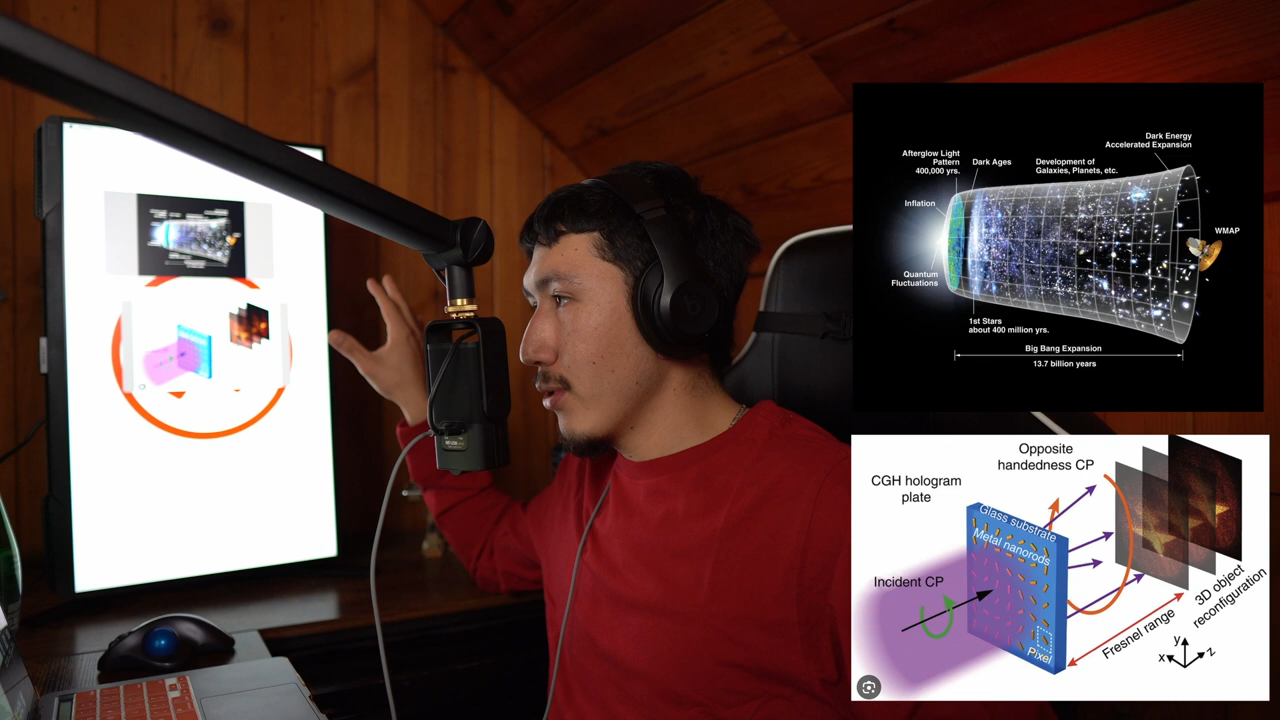 Dark Energy
Accelerated Expansion
Afterglow Light
Pattern
400,000 yrs.
Dark Ages
Development of
Galaxies, Planets, etc.
Inflation
WMAP
Quantum
Fluctuations
1st Stars
about 400 million yrs.
Big Bang Expansion
13.7 billion years
Opposite
handedness CP
CGH hologram
plate
Glass substrate
Metal nanorods
Incident CP
Pixel
Fresnel range
3D object
reconfiguration
x
y
z